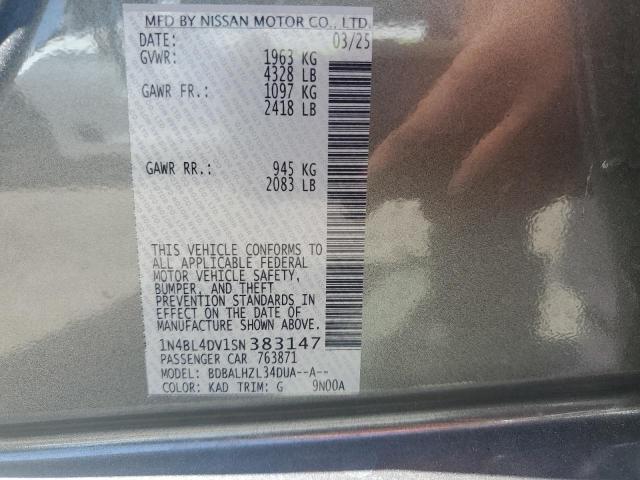 MFD BY NISSAN MOTOR CO., LTD.
DATE: 03/25
GVWR: 1963 KG
4328 LB
GAWR FR.: 1097 KG
2418 LB
GAWR RR.: 945 KG
2083 LB
THIS VEHICLE CONFORMS TO
ALL APPLICABLE FEDERAL
MOTOR VEHICLE SAFETY,
BUMPER, AND THEFT
PREVENTION STANDARDS IN
EFFECT ON THE DATE OF
MANUFACTURE SHOWN ABOVE.
1N4BL4DV1SN383147
PASSENGER CAR 763871
MODEL: BDBALHZL34DUA--A--
COLOR: KAD TRIM: G 9N00A